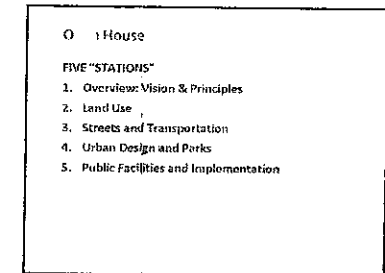 House
FIVE "STATIONS"
1. Overview: Vision & Principles
2. Land Use
3. Streets and Transportation
4. Urban Design and Parks
5. Public Facilities and Implementation